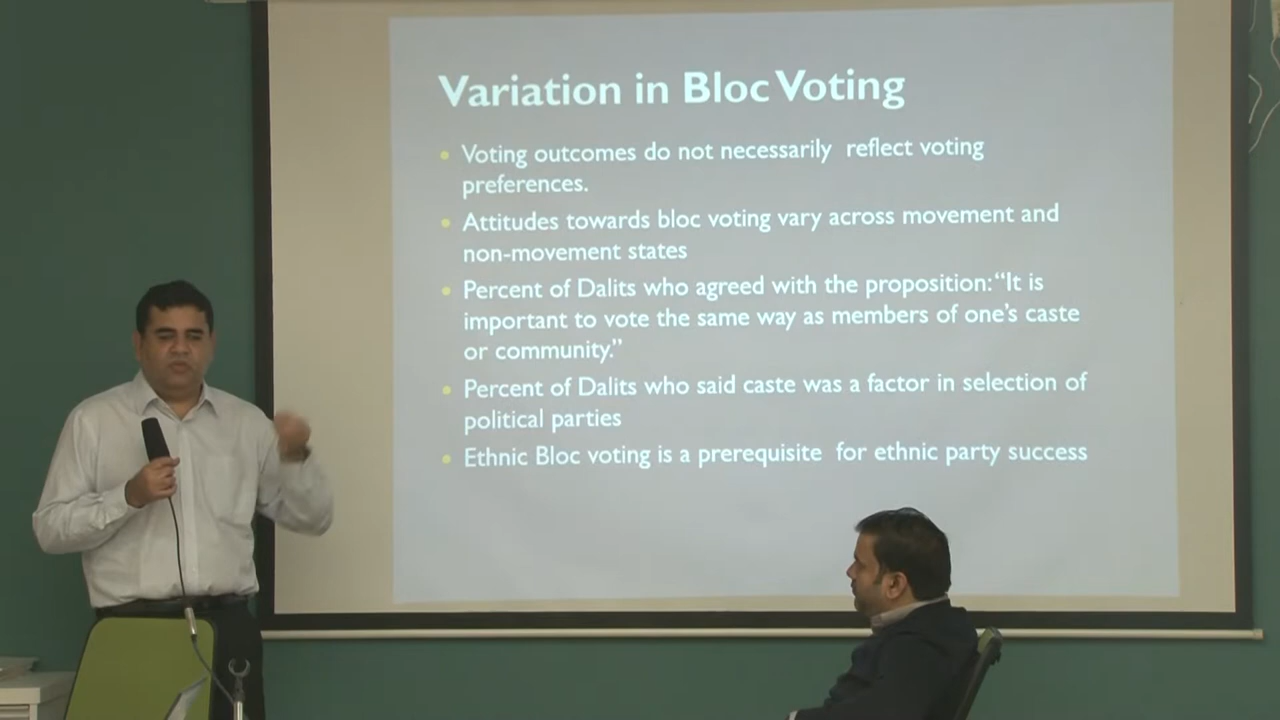 Variation in Bloc Voting
• Voting outcomes do not necessarily reflect voting
preferences.
• Attitudes towards bloc voting vary across movement and
non-movement states
• Percent of Dalits who agreed with the proposition: “It is
important to vote the same way as members of one’s caste
or community.”
• Percent of Dalits who said caste was a factor in selection of
political parties
• Ethnic Bloc voting is a prerequisite for ethnic party success